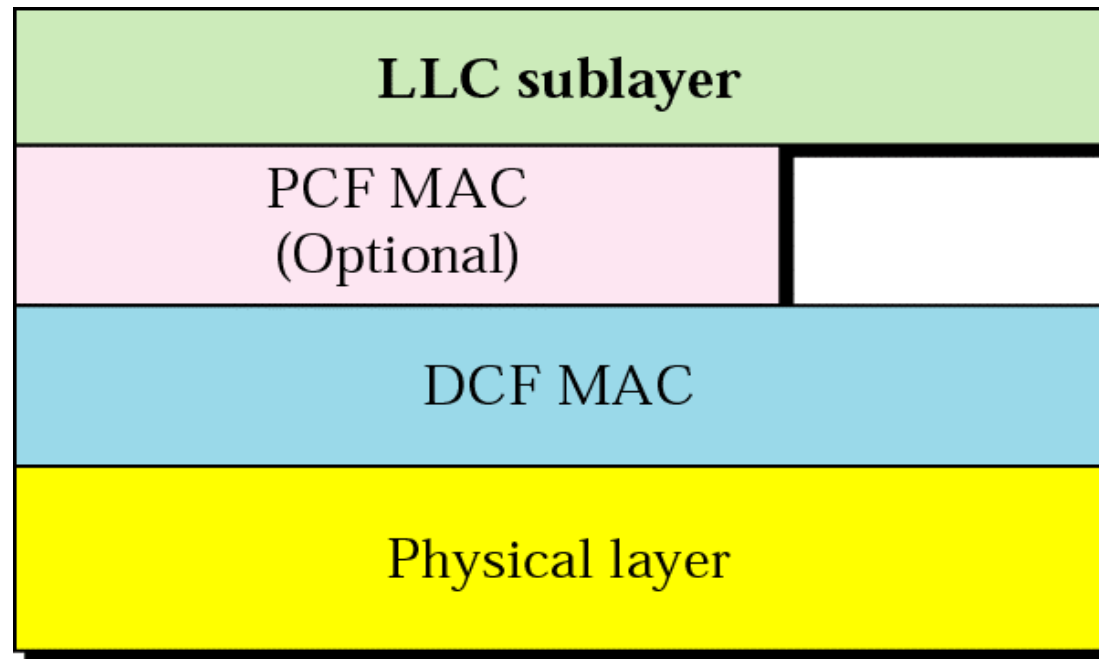 LLC sublayer
PCF MAC
(Optional)
DCF MAC
Physical layer